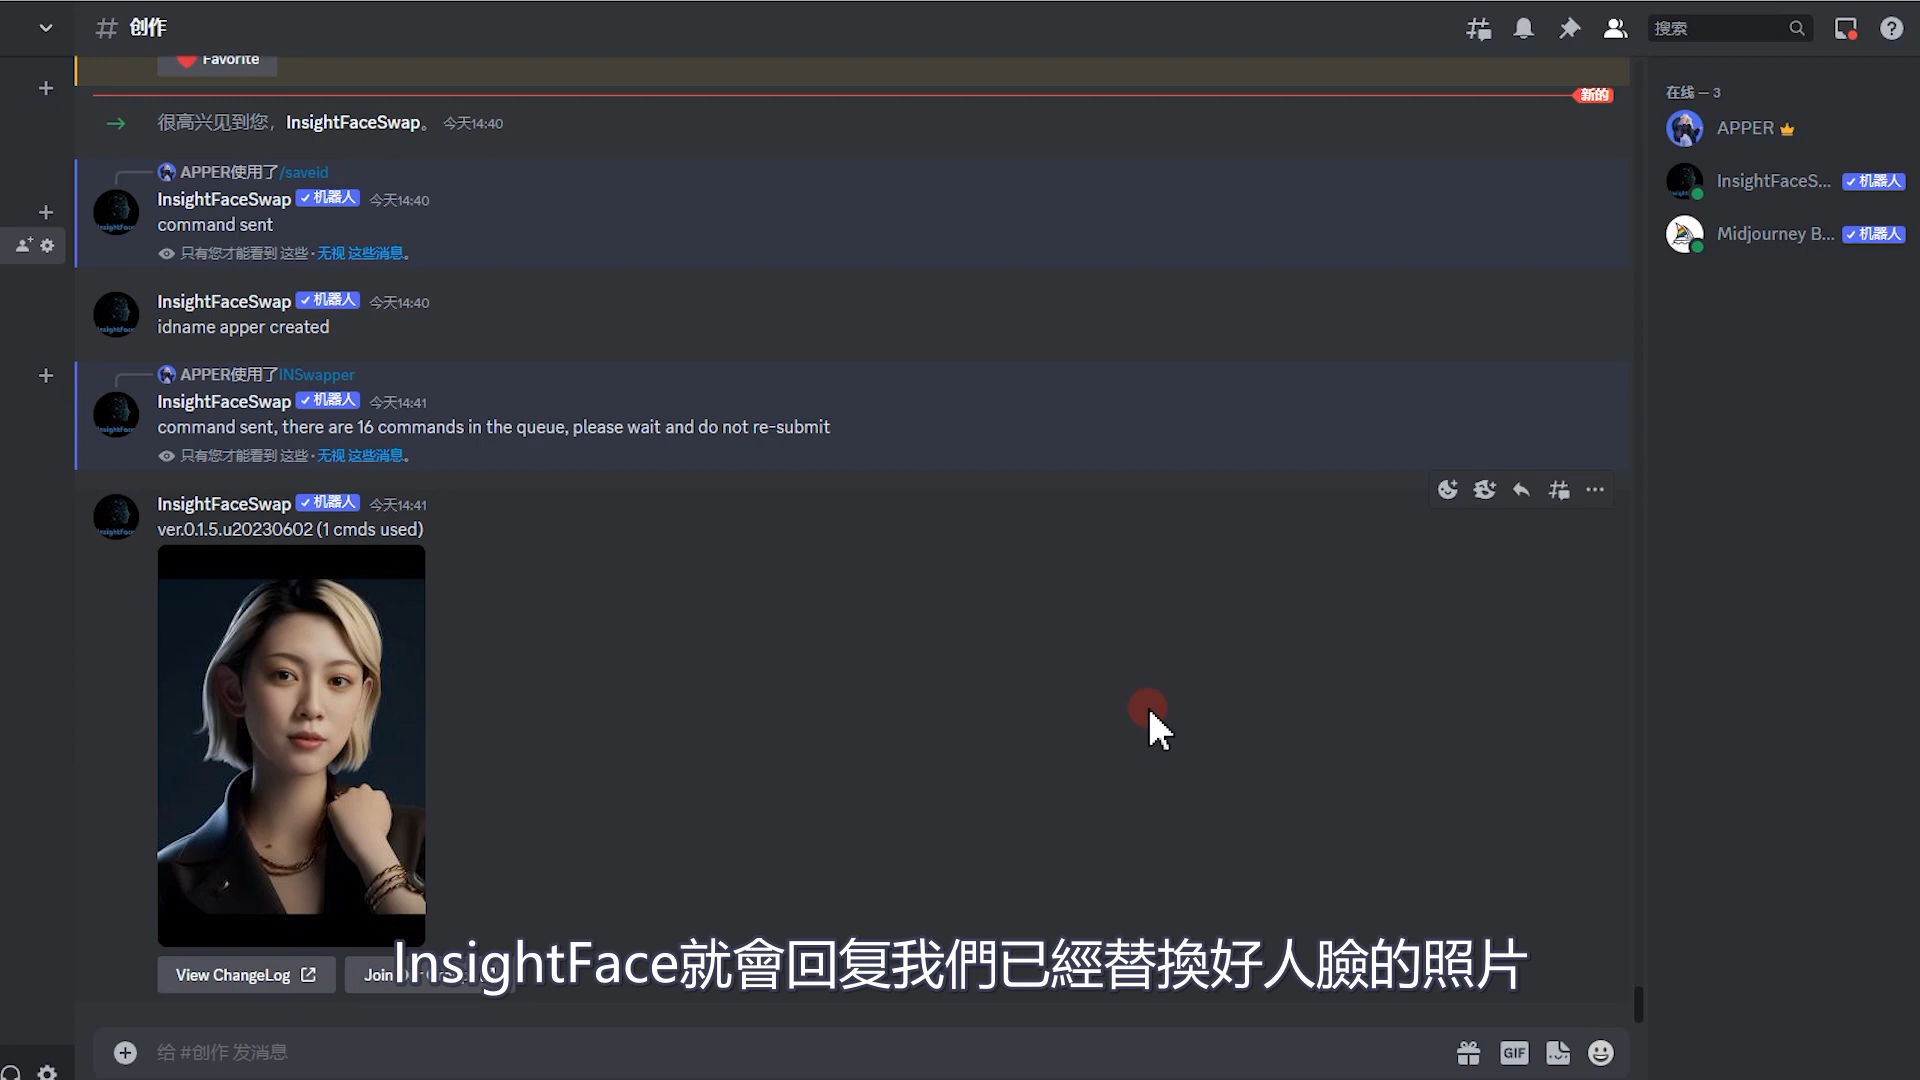 创作
搜索
Favorite
新的
很高兴见到您，InsightFaceSwap。 今天14:40
APPER使用了/saveid
InsightFaceSwap 机器人 今天14:40
command sent
只有您才能看到 这些 · 无视 这些消息。
InsightFaceSwap 机器人 今天14:40
idname apper created
APPER使用了INSwapper
InsightFaceSwap 机器人 今天14:41
command sent, there are 16 commands in the queue, please wait and do not re-submit
只有您才能看到 这些 · 无视 这些消息。
InsightFaceSwap 机器人 今天14:41
ver.0.1.5.u20230602 (1 cmds used)
View ChangeLog
Join
InsightFace就會回复我們已經替換好人臉的照片
给 #创作 发消息
GIF
在线 — 3
APPER
InsightFaceS... 机器人
Midjourney B... 机器人